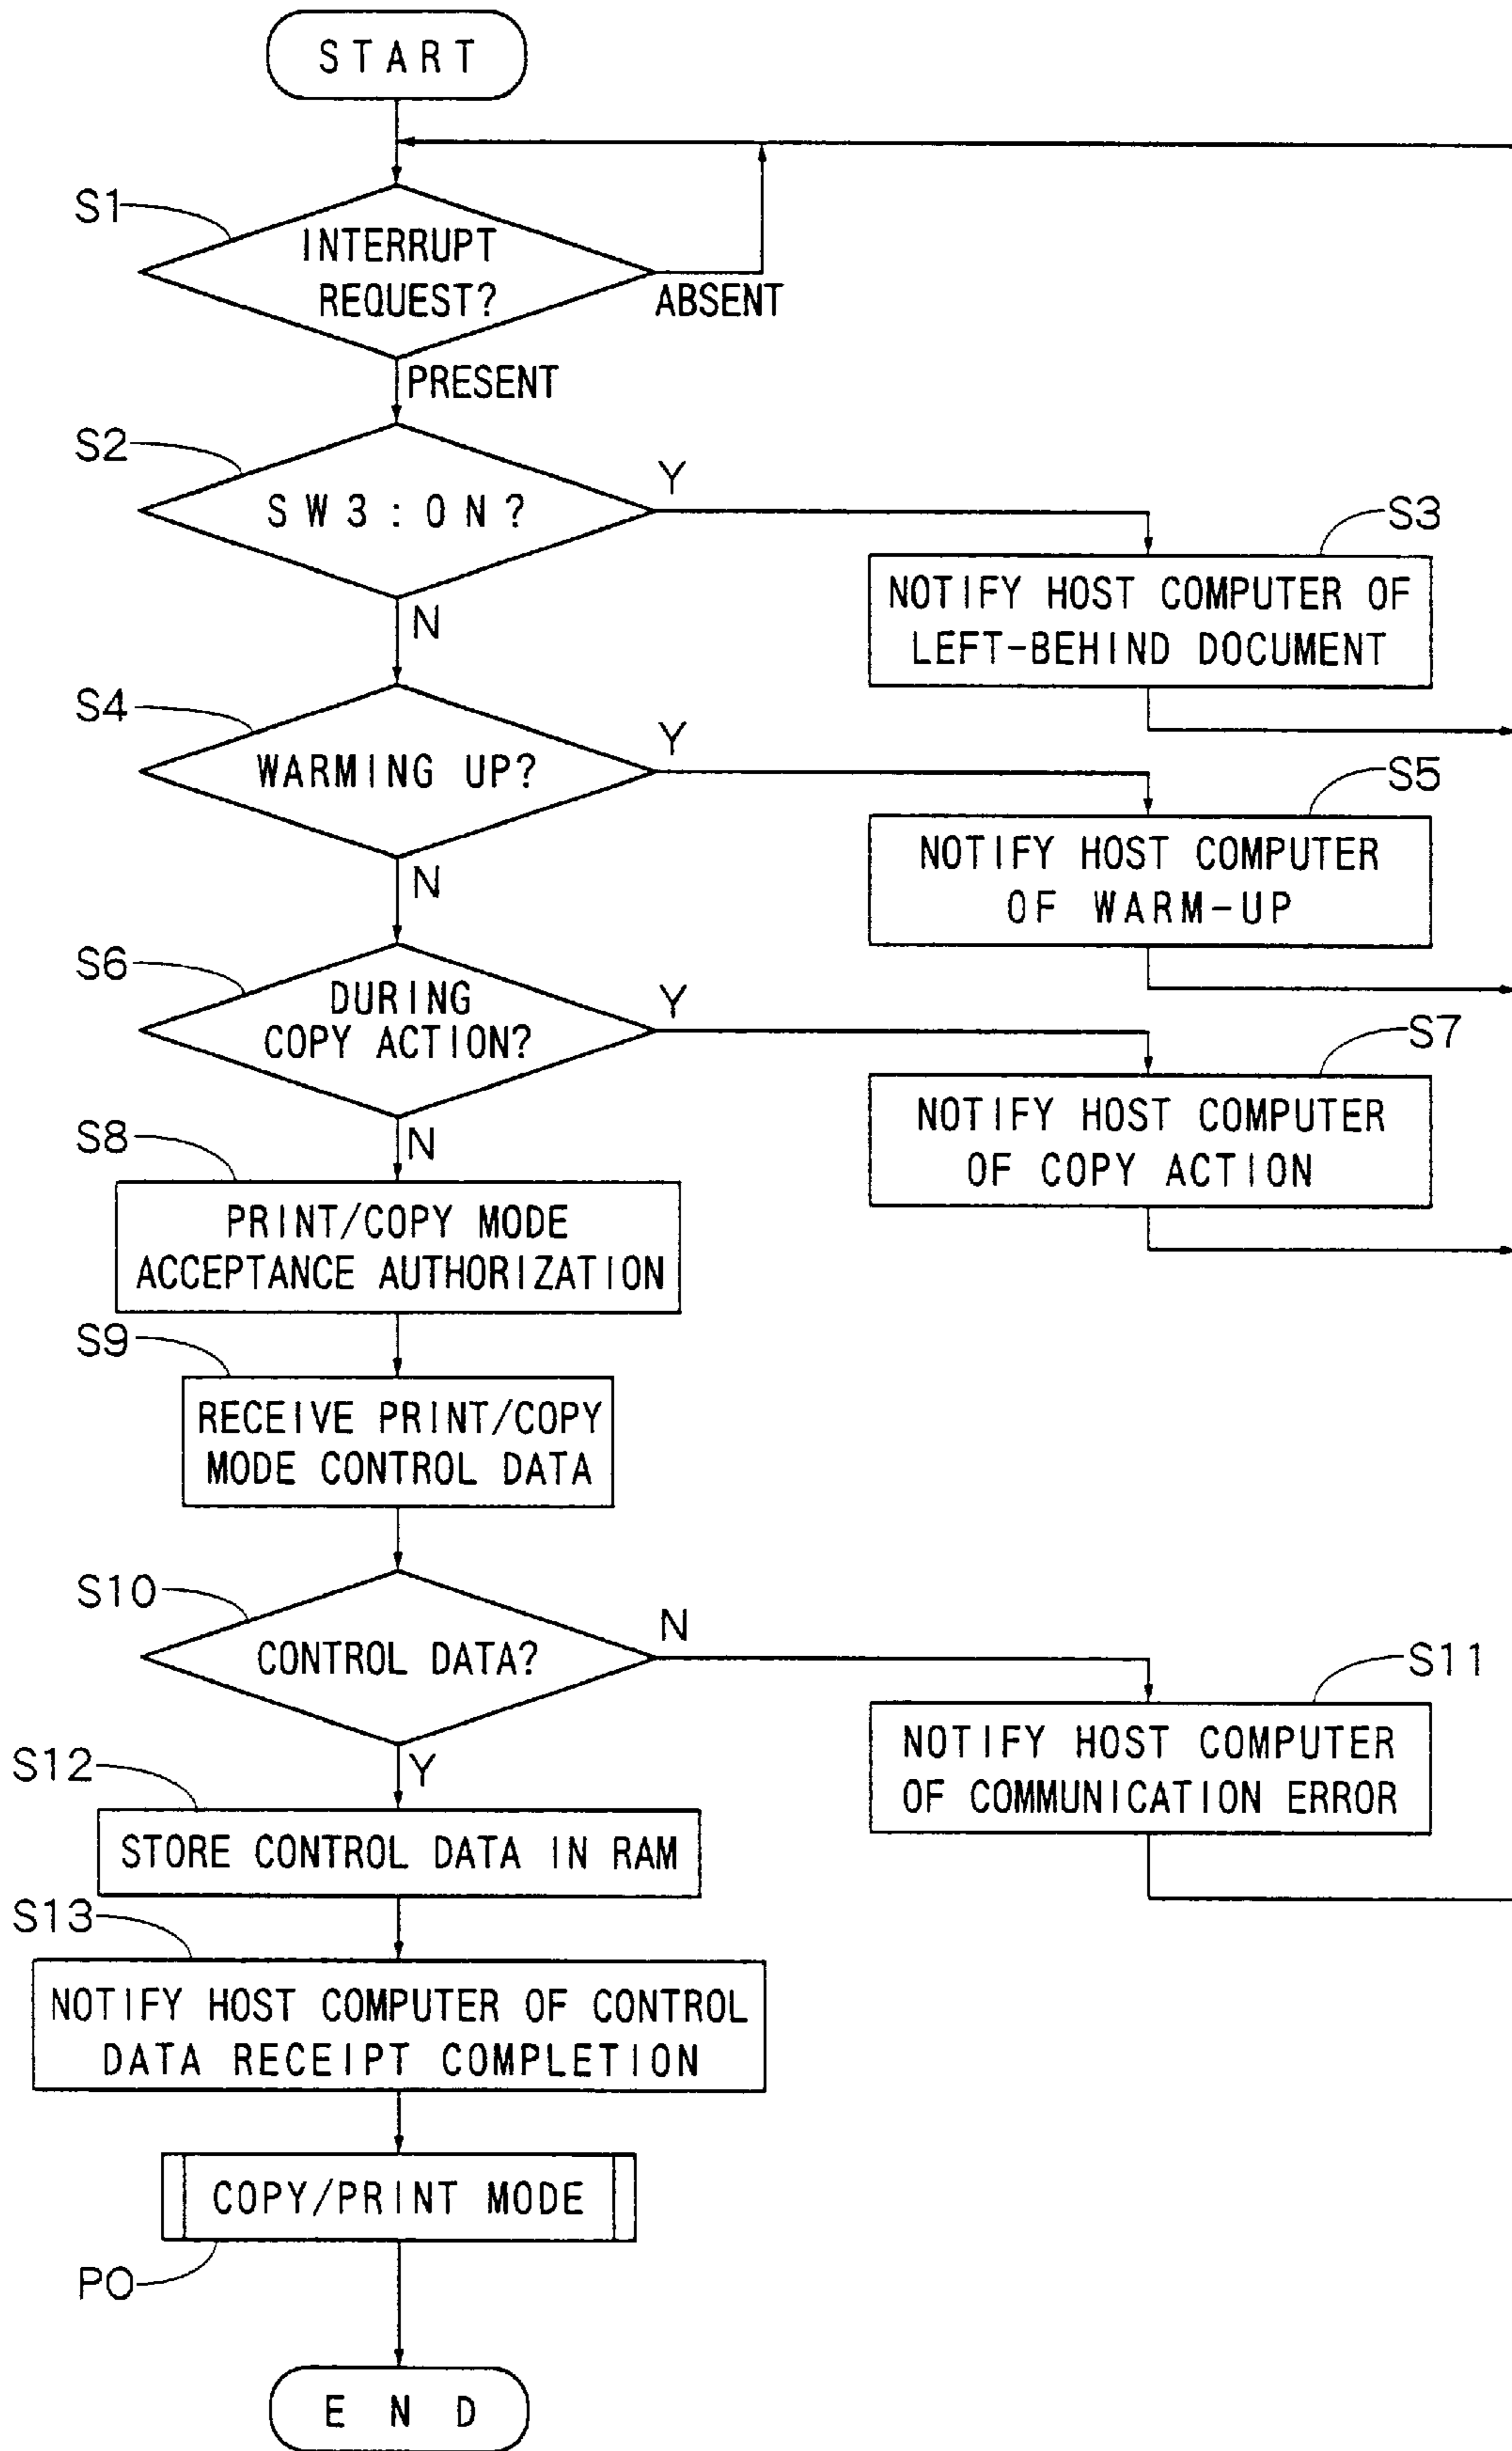 START
S1
INTERRUPT
REQUEST?
ABSENT
PRESENT
S2
SW3:ON?
Y
N
S3
NOTIFY HOST COMPUTER OF
LEFT-BEHIND DOCUMENT
S4
WARMING UP?
Y
N
S5
NOTIFY HOST COMPUTER
OF WARM-UP
S6
DURING
COPY ACTION?
Y
N
S7
NOTIFY HOST COMPUTER
OF COPY ACTION
S8
PRINT/COPY MODE
ACCEPTANCE AUTHORIZATION
S9
RECEIVE PRINT/COPY
MODE CONTROL DATA
S10
CONTROL DATA?
N
Y
S11
NOTIFY HOST COMPUTER
OF COMMUNICATION ERROR
S12
STORE CONTROL DATA IN RAM
S13
NOTIFY HOST COMPUTER OF CONTROL
DATA RECEIPT COMPLETION
COPY/PRINT MODE
P0
END